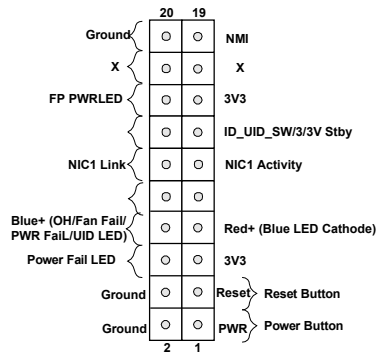 20 19
Ground NMI
X X
FP PWRLED 3V3
ID_UID_SW/3/3V Stby
NIC1 Link NIC1 Activity
Blue+ (OH/Fan Fail/
PWR FaiL/UID LED) Red+ (Blue LED Cathode)
Power Fail LED 3V3
Ground Reset Reset Button
Ground PWR Power Button
2 1